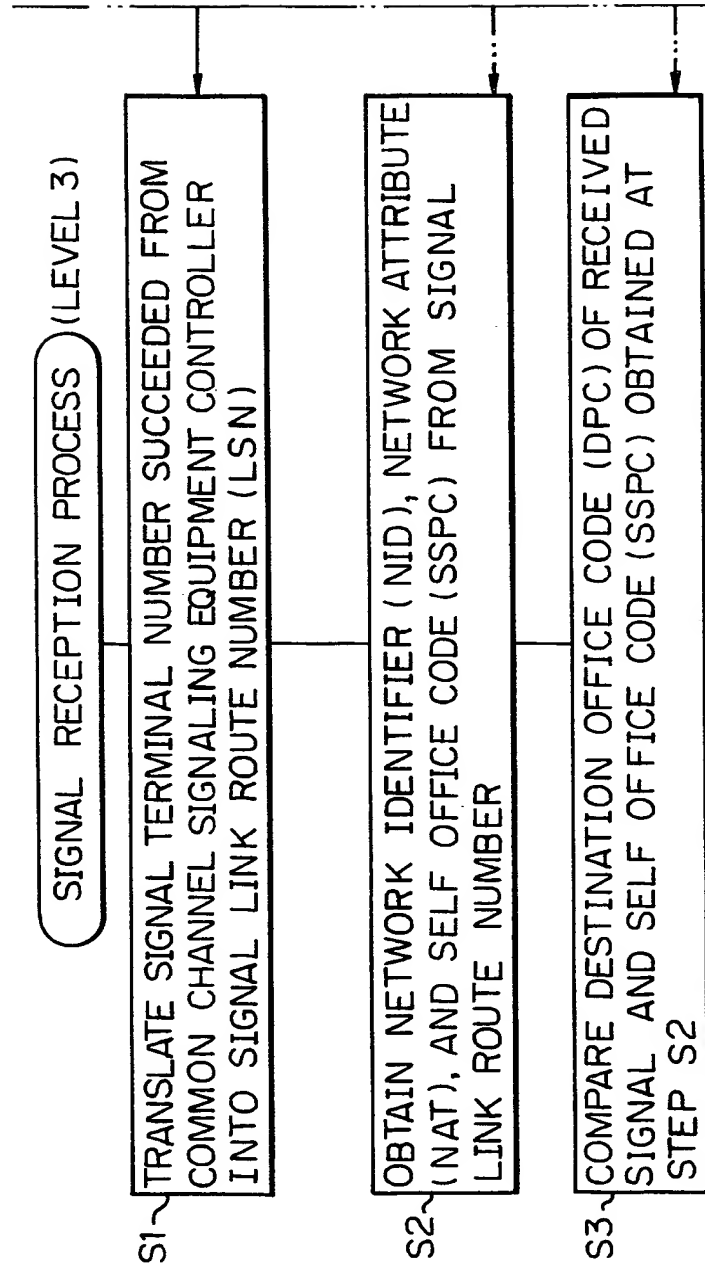 SIGNAL RECEPTION PROCESS (LEVEL 3)
S1 TRANSLATE SIGNAL TERMINAL NUMBER SUCCEEDED FROM
COMMON CHANNEL SIGNALING EQUIPMENT CONTROLLER
INTO SIGNAL LINK ROUTE NUMBER (LSN)
S2 OBTAIN NETWORK IDENTIFIER (NID), NETWORK ATTRIBUTE
(NAT), AND SELF OFFICE CODE (SSPC) FROM SIGNAL
LINK ROUTE NUMBER
S3 COMPARE DESTINATION OFFICE CODE (DPC) OF RECEIVED
SIGNAL AND SELF OFFICE CODE (SSPC) OBTAINED AT
STEP S2